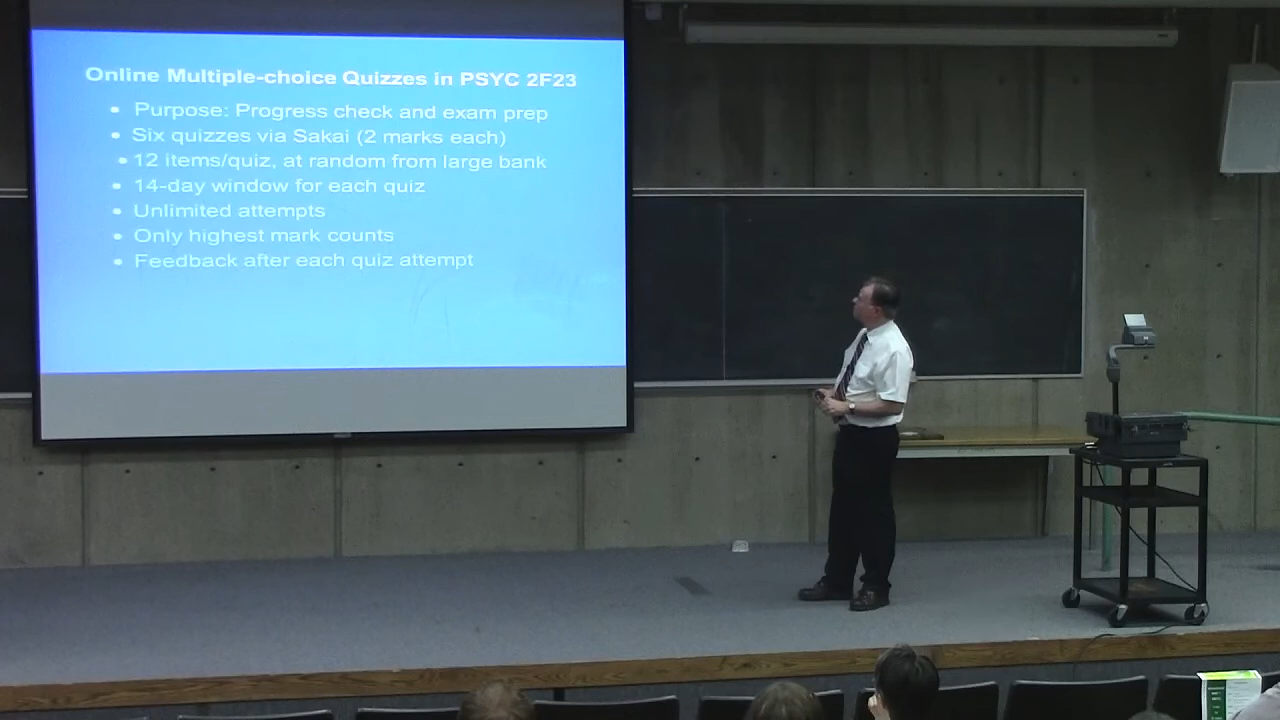 Online Multiple-choice Quizzes in PSYC 2F23
• Purpose: Progress check and exam prep
• Six quizzes via Sakai (2 marks each)
• 12 items/quiz, at random from large bank
• 14-day window for each quiz
• Unlimited attempts
• Only highest mark counts
• Feedback after each quiz attempt